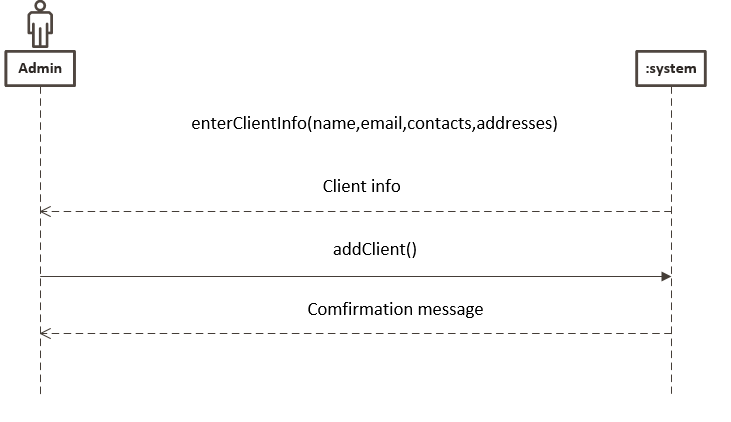 Admin
:system
enterClientInfo(name,email,contacts,addresses)
Client info
addClient()
Comfirmation message